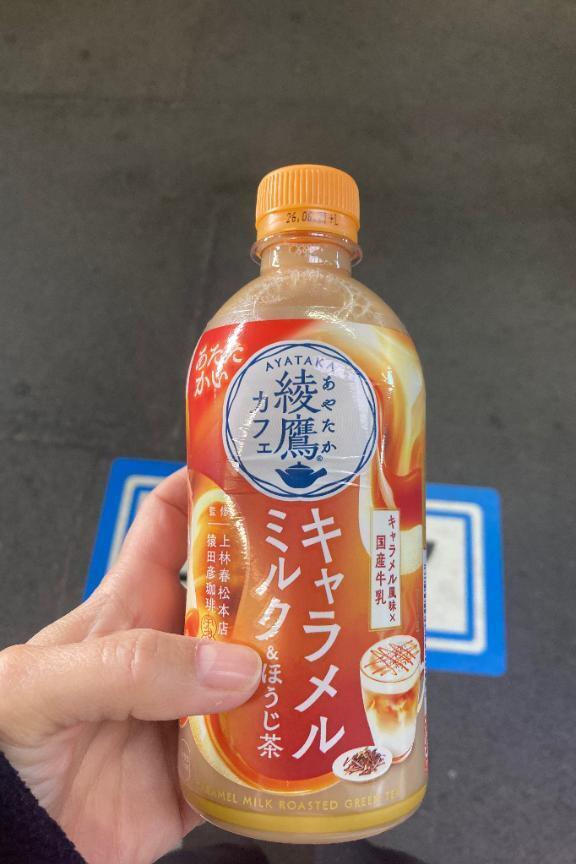 あたた
かい
AYATAKA
あやたか
綾鷹
カフェ
®
キャラメル
ミルク&ほうじ茶
キャラメル風味×
国産牛乳
監修
上林春松本店
猿田彦珈琲
CARAMEL MILK ROASTED GREEN TEA